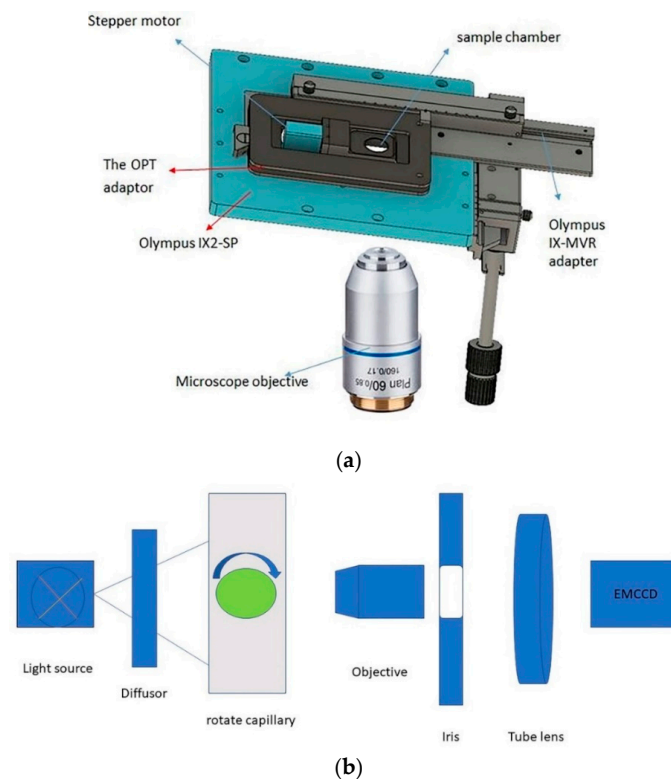 Stepper motor
sample chamber
The OPT
adaptor
Olympus IX2-SP
Olympus
IX-MVR
adapter
Microscope objective
Plan 60/0.85
160/0.17
(a)
EMCCD
Light source
Diffusor
rotate capillary
Objective
Iris
Tube lens
(b)